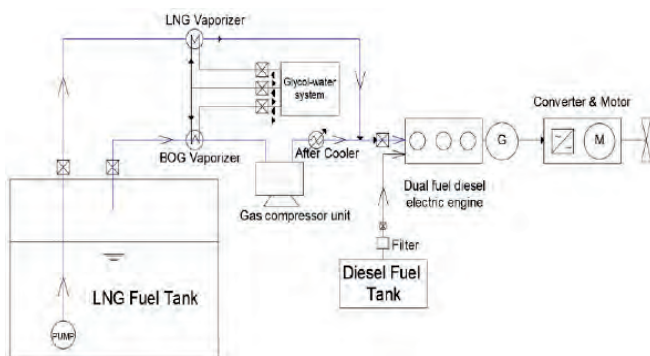 LNG Vaporizer
M
Glycol-water
system
BOG Vaporizer
After Cooler
Gas compressor unit
Converter & Motor
G
M
Dual fuel diesel
electric engine
Filter
Diesel Fuel
Tank
LNG Fuel Tank
PUMP